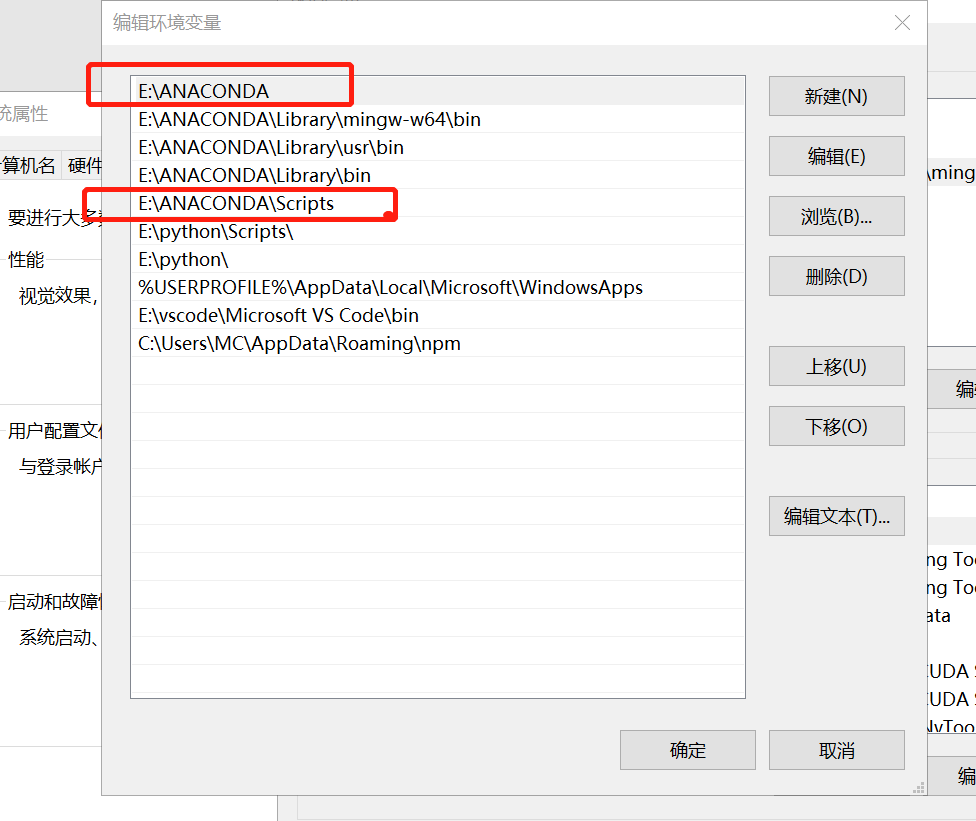 编辑环境变量
E:\ANACONDA
E:\ANACONDA\Library\mingw-w64\bin
E:\ANACONDA\Library\usr\bin
E:\ANACONDA\Library\bin
E:\ANACONDA\Scripts
E:\python\Scripts\
E:\python\
%USERPROFILE%\AppData\Local\Microsoft\WindowsApps
E:\vscode\Microsoft VS Code\bin
C:\Users\MC\AppData\Roaming\npm
新建(N)
编辑(E)
浏览(B)...
删除(D)
上移(U)
下移(O)
编辑文本(T)...
确定
取消
统属性
算机名
硬件
要进行大多
性能
视觉效果，
用户配置文件
与登录帐户
启动和故障
系统启动、
\ming
编
ng Too
ng Too
ata
UDA S
UDA S
NvToo
编